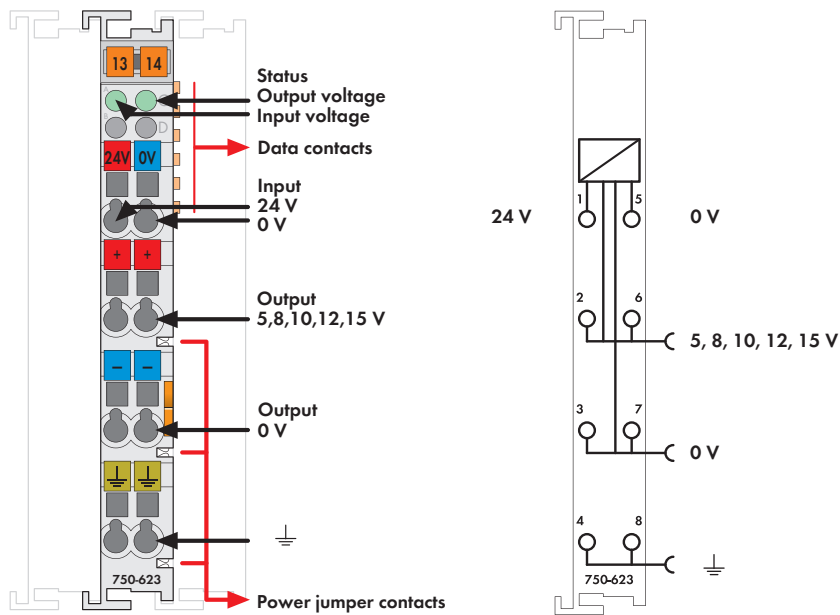 13 14
Status
A C
Output voltage
Input voltage
B D
Data contacts
24V 0V
Input
24 V
0 V
+ +
Output
5,8,10,12,15 V
− −
Output
0 V
750-623
Power jumper contacts
1 5
24 V 0 V
2 6
5, 8, 10, 12, 15 V
3 7
0 V
4 8
750-623